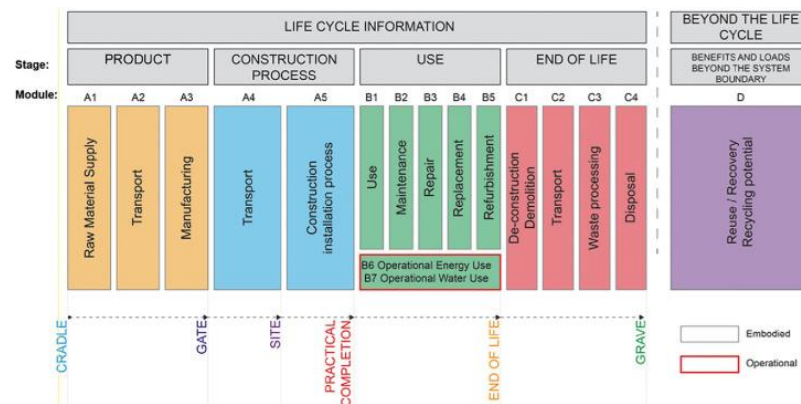 LIFE CYCLE INFORMATION
BEYOND THE LIFE
CYCLE
Stage:
PRODUCT
CONSTRUCTION
PROCESS
USE
END OF LIFE
BENEFITS AND LOADS
BEYOND THE SYSTEM
BOUNDARY
Module:
A1
A2
A3
A4
A5
B1
B2
B3
B4
B5
C1
C2
C3
C4
D
Raw Material Supply
Transport
Manufacturing
Transport
Construction
installation process
Use
Maintenance
Repair
Replacement
Refurbishment
De-construction
Demolition
Transport
Waste processing
Disposal
Reuse / Recovery
Recycling potential
B6 Operational Energy Use
B7 Operational Water Use
CRADLE
GATE
SITE
PRACTICAL
COMPLETION
END OF LIFE
GRAVE
Embodied
Operational